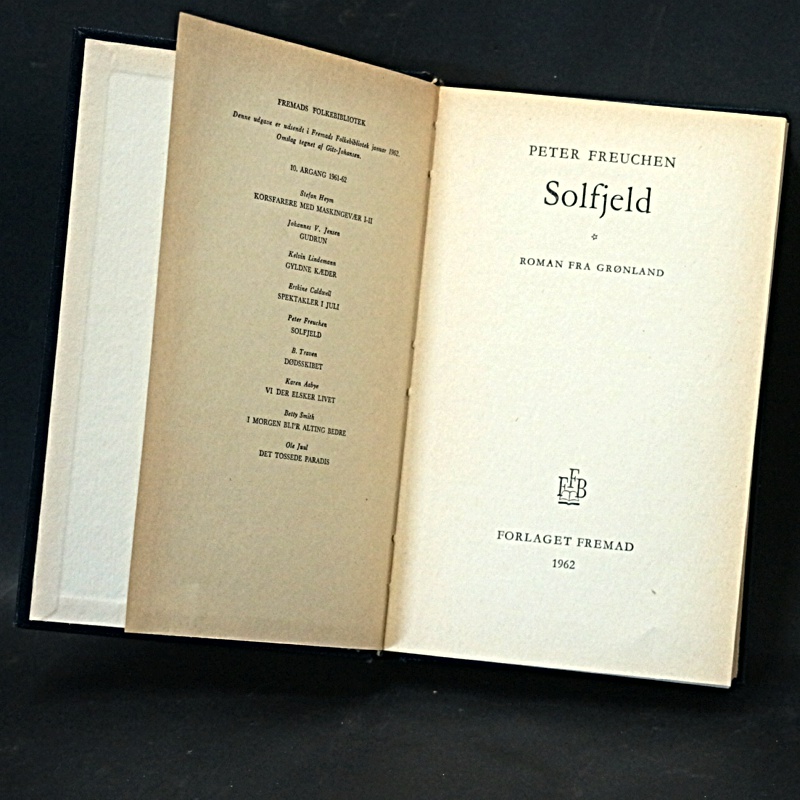 FREMADS FOLKEBIBLIOTEK
Denne udgave er udsendt i Fremads Folkebibliotek januar 1962.
Omslag tegnet af Gitz-Johansen.
10. ARGANG 1961-62
Stefan Heym
KORSFARERE MED MASKINGEVÆR I-II
Johannes V. Jensen
GUDRUN
Kelvin Lindemann
GYLDNE KÆDER
Erskine Caldwell
SPEKTAKLER I JULI
Peter Freuchen
SOLFJELD
B. Traven
DØDSSKIBET
Karen Aabye
VI DER ELSKER LIVET
Betty Smith
I MORGEN BLI'R ALTING BEDRE
Ole Juul
DET TOSSEDE PARADIS
PETER FREUCHEN
Solfjeld
ROMAN FRA GRØNLAND
FFB
FORLAGET FREMAD
1962